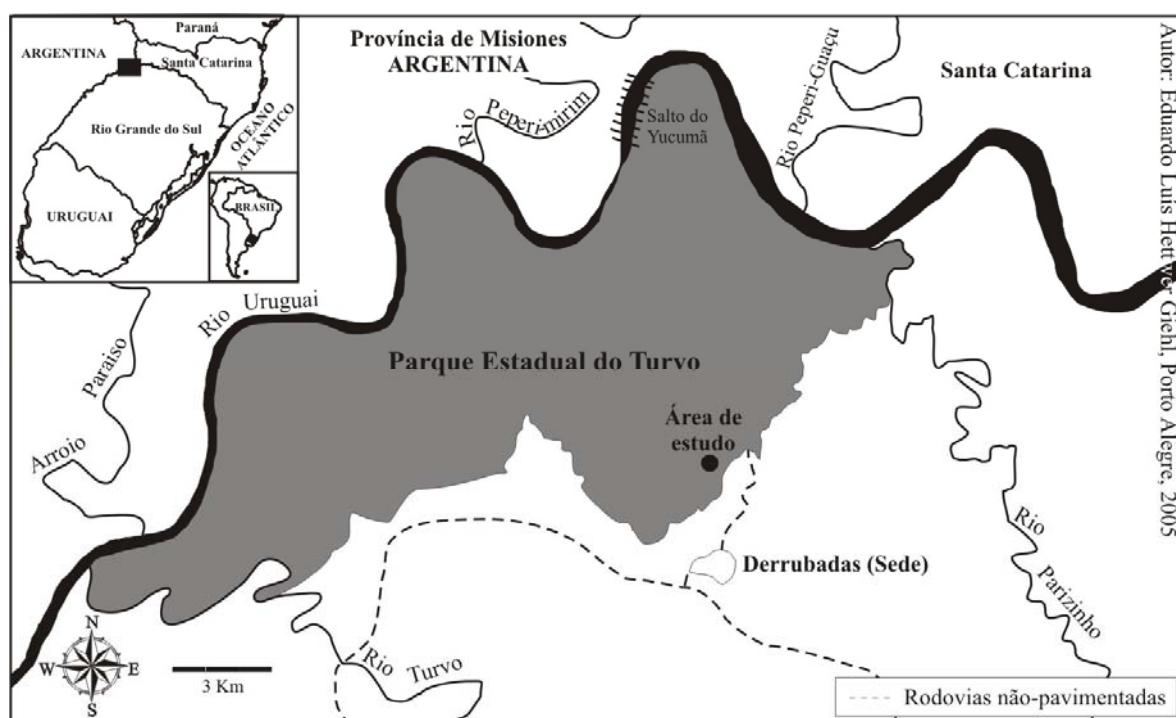 Paraná
ARGENTINA
Santa Catarina
Rio Grande do Sul
OCEANO
ATLÂNTICO
URUGUAI
BRASIL
Província de Misiones
ARGENTINA
Rio Peperi-mirim
Salto do
Yucumã
Rio Peperi-Guaçu
Santa Catarina
Rio Uruguai
Arroio Paraiso
Parque Estadual do Turvo
Área de
estudo
Derrubadas (Sede)
Rio Parizinho
Rio Turvo
N
W E
S
3 Km
Rodovias não-pavimentadas
Autor: Eduardo Luis Hettwer Giehl, Porto Alegre, 2005